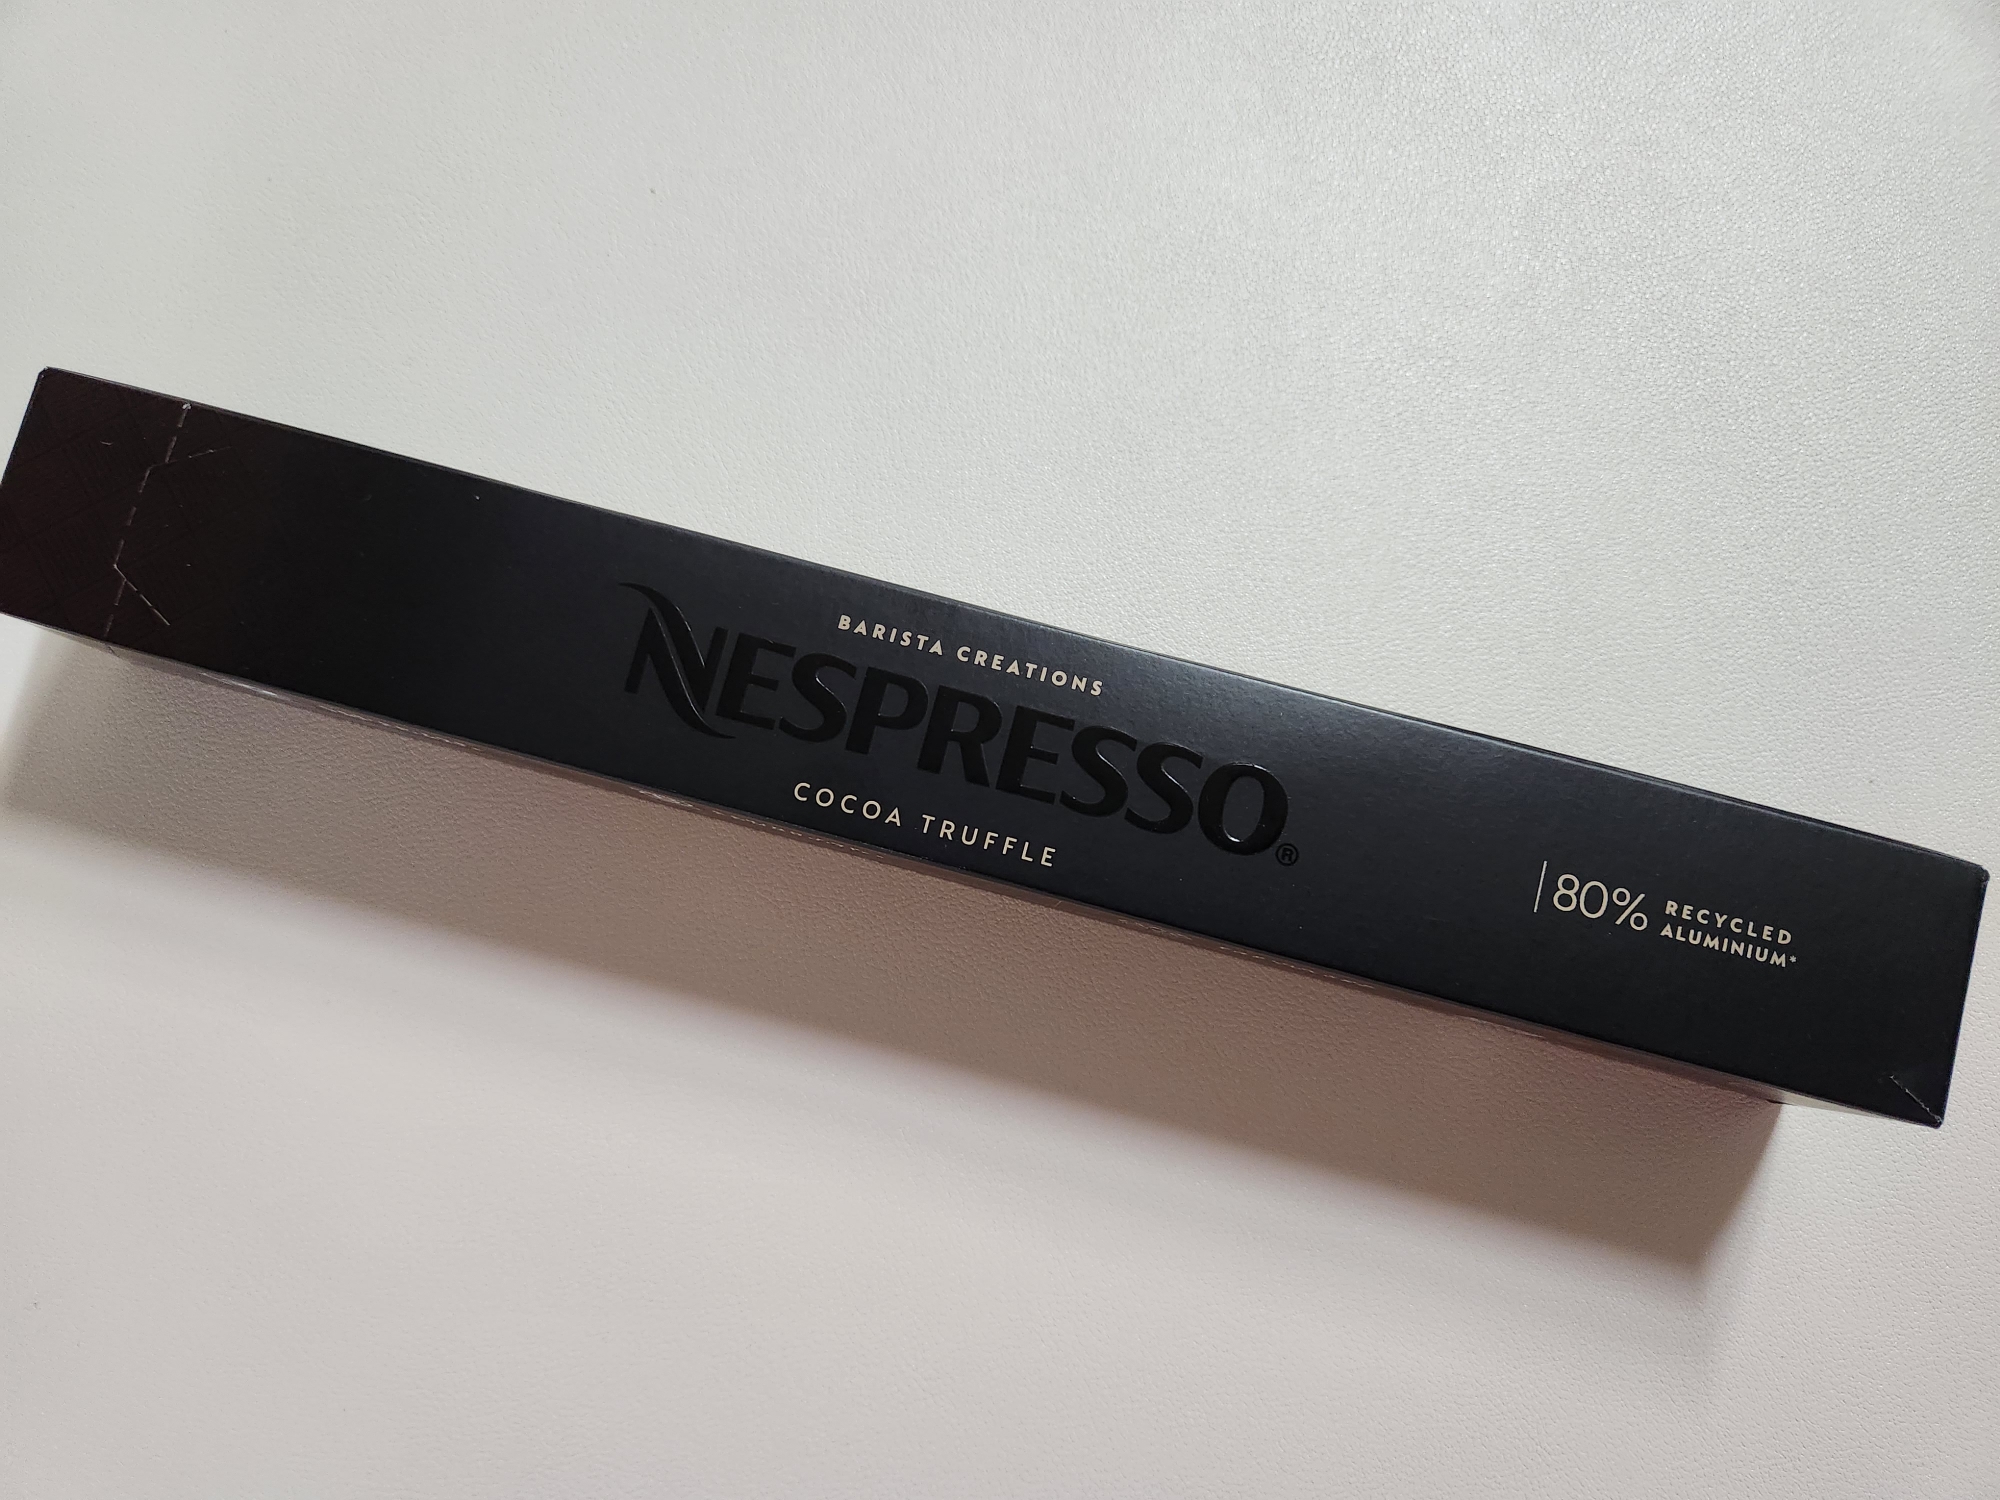 BARISTA CREATIONS
NESPRESSO®
COCOA TRUFFLE
80% RECYCLED
ALUMINIUM*